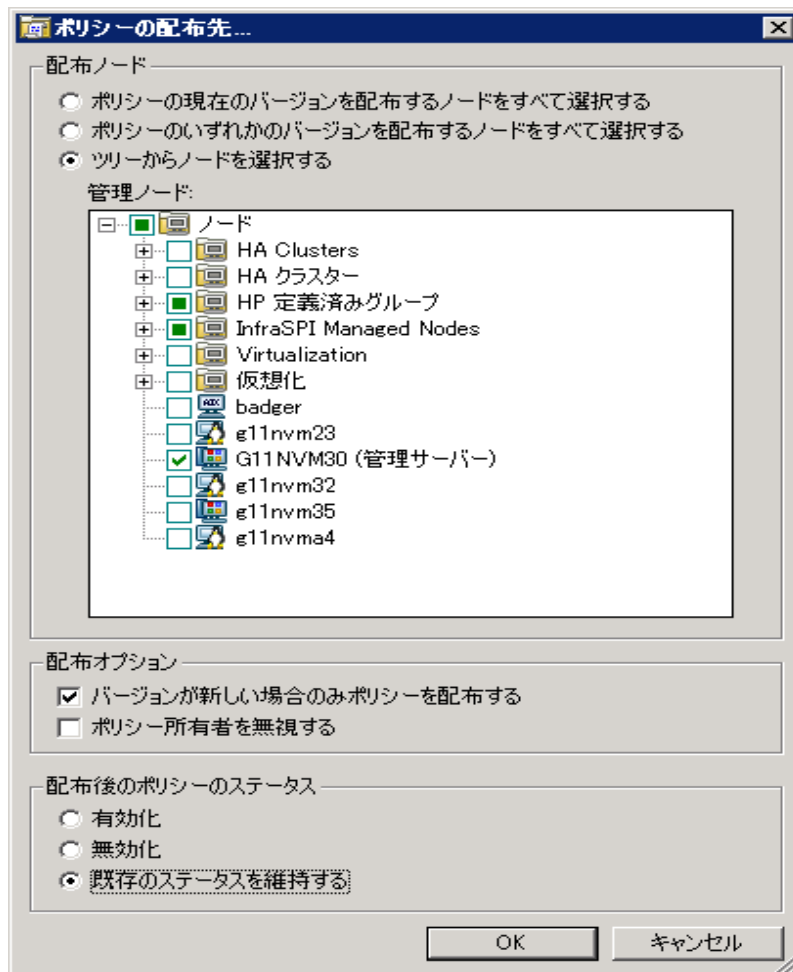 ポリシーの配布先...
配布ノード
ポリシーの現在のバージョンを配布するノードをすべて選択する
ポリシーのいずれかのバージョンを配布するノードをすべて選択する
ツリーからノードを選択する
管理ノード:
ノード
HA Clusters
HA クラスター
HP 定義済みグループ
InfraSPI Managed Nodes
Virtualization
仮想化
badger
g11nvm23
G11NVM30 (管理サーバー)
g11nvm32
g11nvm35
g11nvma4
配布オプション
バージョンが新しい場合のみポリシーを配布する
ポリシー所有者を無視する
配布後のポリシーのステータス
有効化
無効化
既存のステータスを維持する
OK
キャンセル